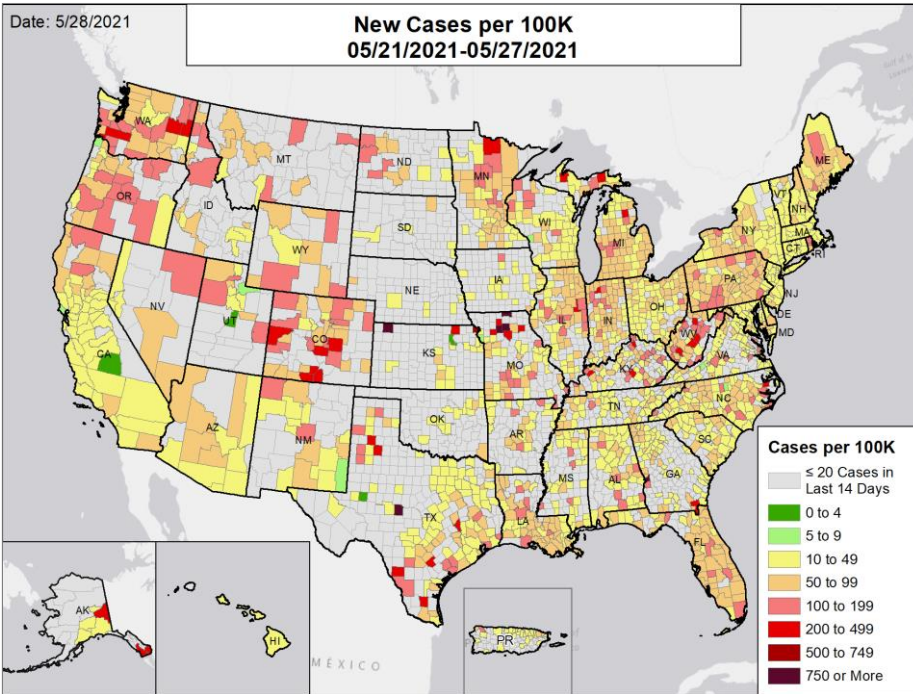 Date: 5/28/2021
New Cases per 100K
05/21/2021-05/27/2021
WA
MT
ND
MN
ME
OR
ID
WY
SD
WI
MI
NY
VT
NH
MA
CT
RI
NV
UT
CO
NE
IA
IL
IN
OH
PA
NJ
DE
MD
CA
KS
MO
KY
WV
VA
AZ
NM
OK
AR
TN
NC
SC
TX
LA
MS
AL
GA
FL
AK
HI
PR
MÉXICO
Cases per 100K
≤ 20 Cases in
Last 14 Days
0 to 4
5 to 9
10 to 49
50 to 99
100 to 199
200 to 499
500 to 749
750 or More